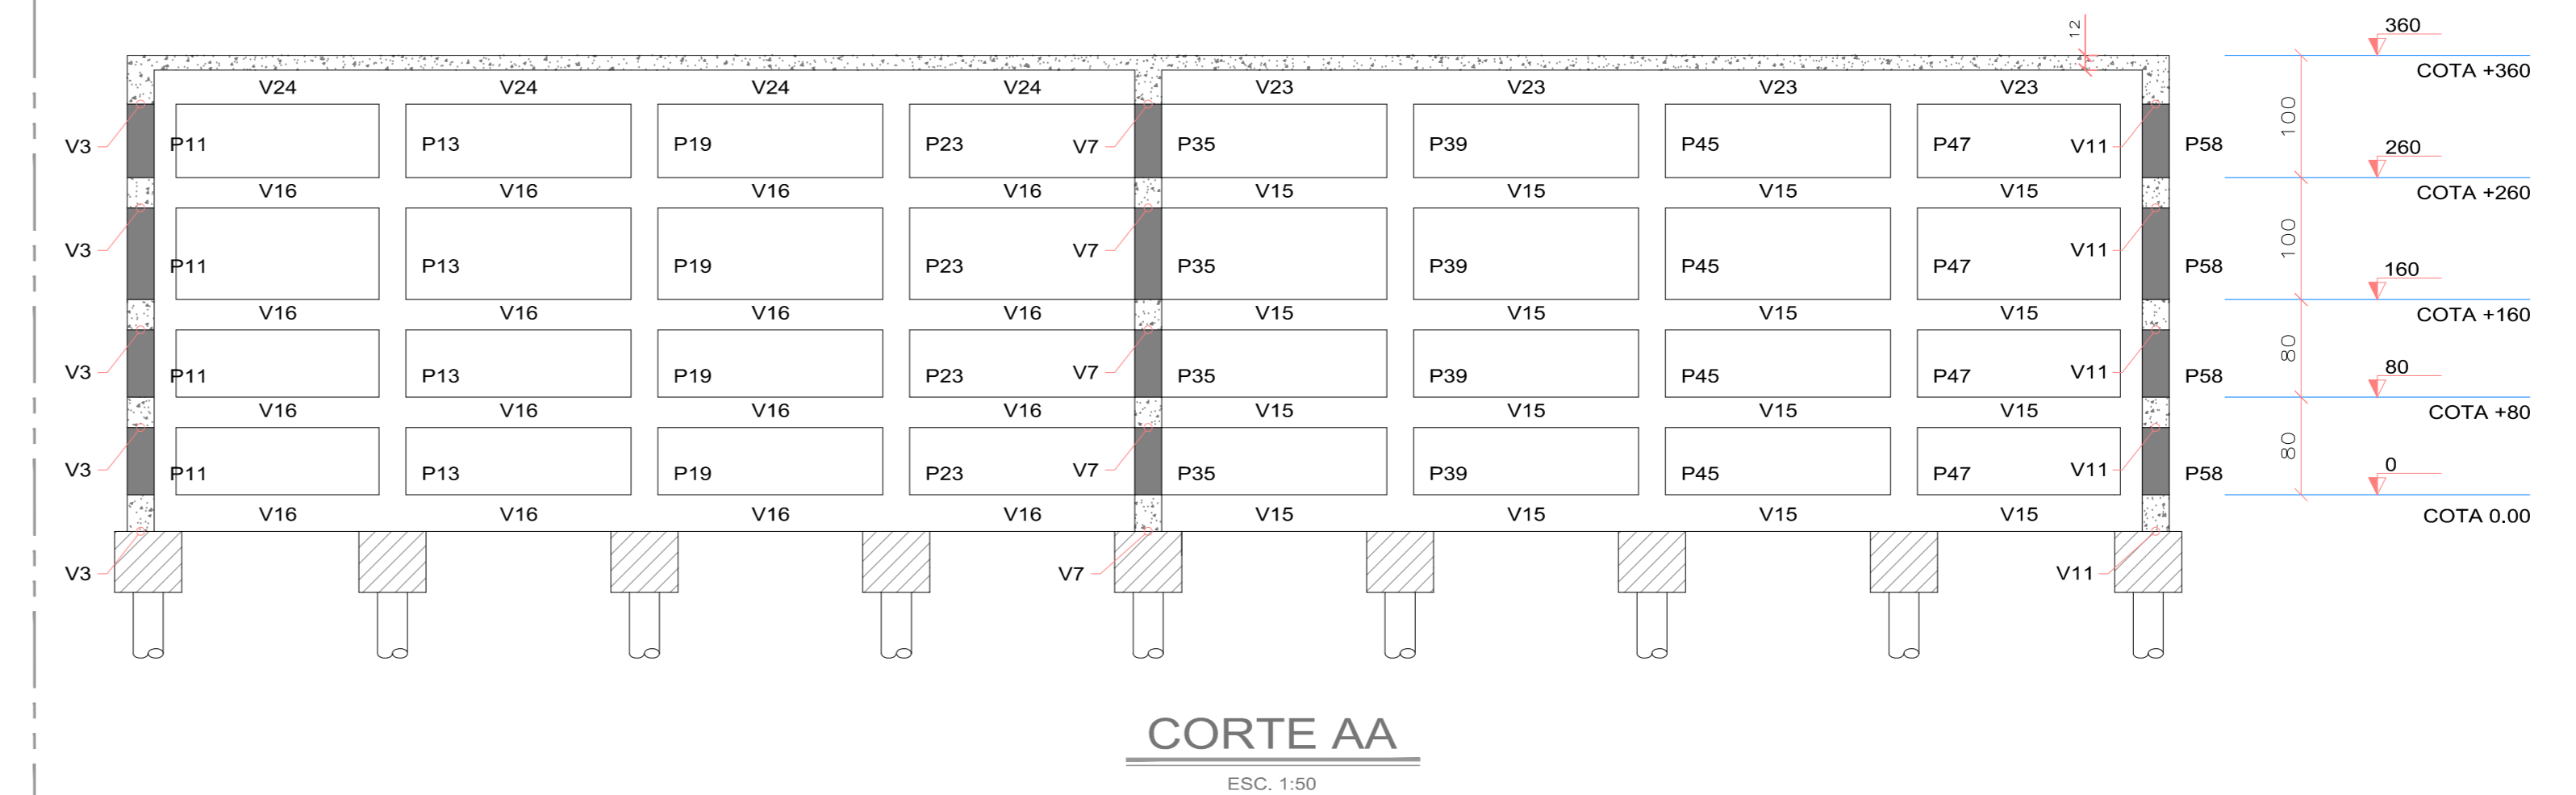 12
360
COTA +360
V24 V24 V24 V24 V23 V23 V23 V23
100
V3 P11 P13 P19 P23 V7 P35 P39 P45 P47 V11 P58
260
COTA +260
V16 V16 V16 V16 V15 V15 V15 V15
100
V3 V7 V11
P11 P13 P19 P23 P35 P39 P45 P47 P58
160
COTA +160
V16 V16 V16 V16 V15 V15 V15 V15
80
V3 P11 P13 P19 P23 V7 P35 P39 P45 P47 V11 P58
80
COTA +80
V16 V16 V16 V16 V15 V15 V15 V15
80
V3 P11 P13 P19 P23 V7 P35 P39 P45 P47 V11 P58
0
COTA 0.00
V16 V16 V16 V16 V15 V15 V15 V15
V3 V7 V11
CORTE AA
ESC. 1:50